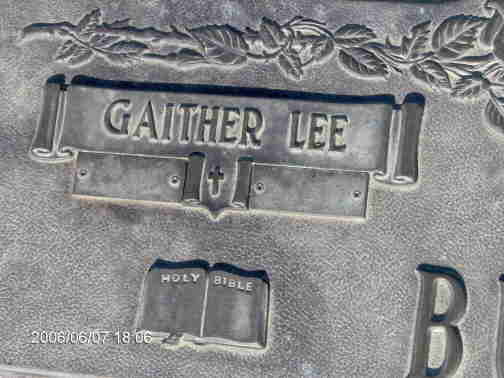 GAITHER LEE
HOLY BIBLE
B
2006/06/07 18:06